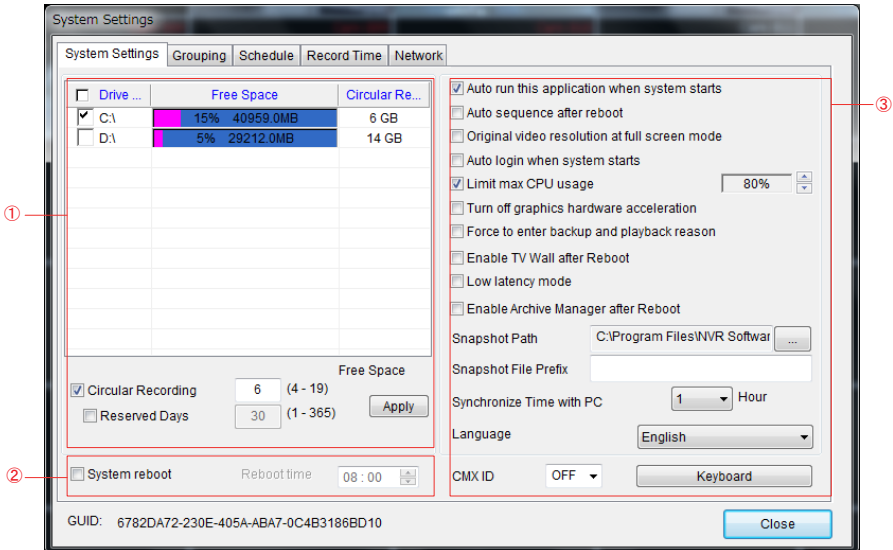 System Settings
System Settings Grouping Schedule Record Time Network
Drive ... Free Space Circular Re...
C:\ 15% 40959.0MB 6 GB
D:\ 5% 29212.0MB 14 GB
①
Free Space
Circular Recording 6 (4 - 19)
Reserved Days 30 (1 - 365) Apply
②
System reboot Reboot time 08 : 00
③
Auto run this application when system starts
Auto sequence after reboot
Original video resolution at full screen mode
Auto login when system starts
Limit max CPU usage 80%
Turn off graphics hardware acceleration
Force to enter backup and playback reason
Enable TV Wall after Reboot
Low latency mode
Enable Archive Manager after Reboot
Snapshot Path C:\Program Files\NVR Softwar ...
Snapshot File Prefix
Synchronize Time with PC 1 Hour
Language English
CMX ID OFF Keyboard
GUID: 6782DA72-230E-405A-ABA7-0C4B3186BD10
Close